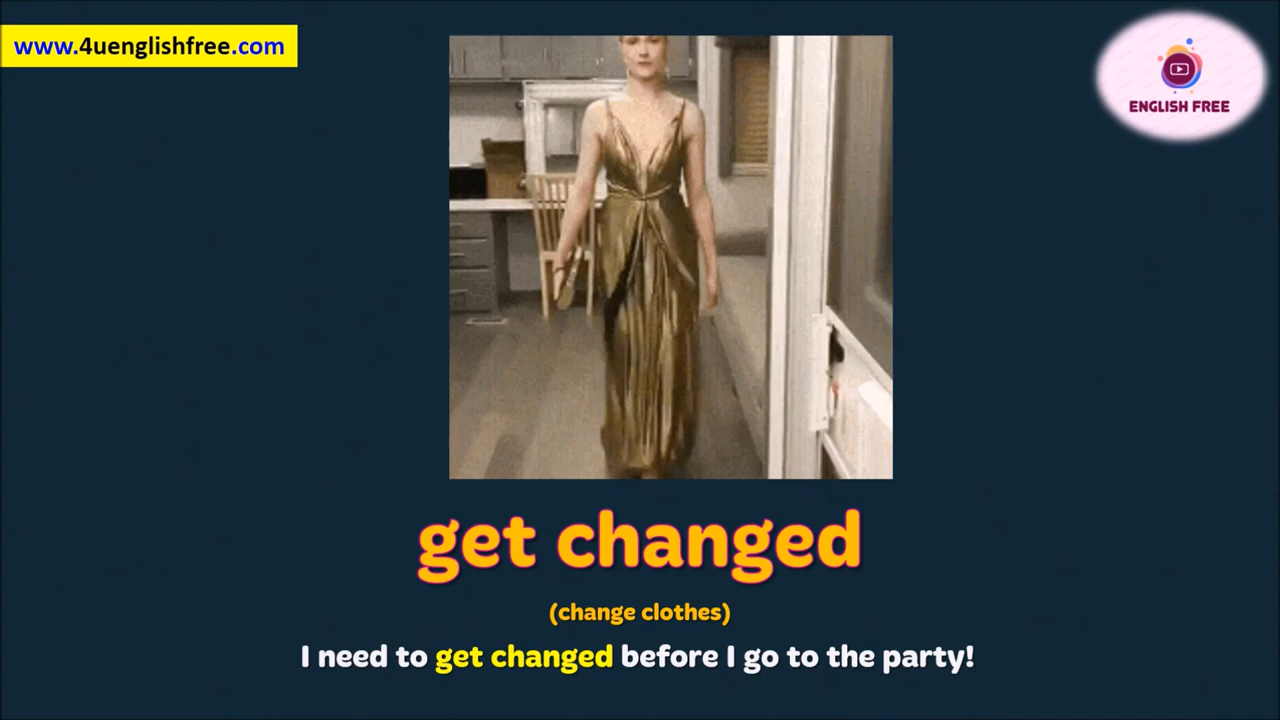 www.4uenglishfree.com
ENGLISH FREE
get changed
(change clothes)
I need to get changed before I go to the party!